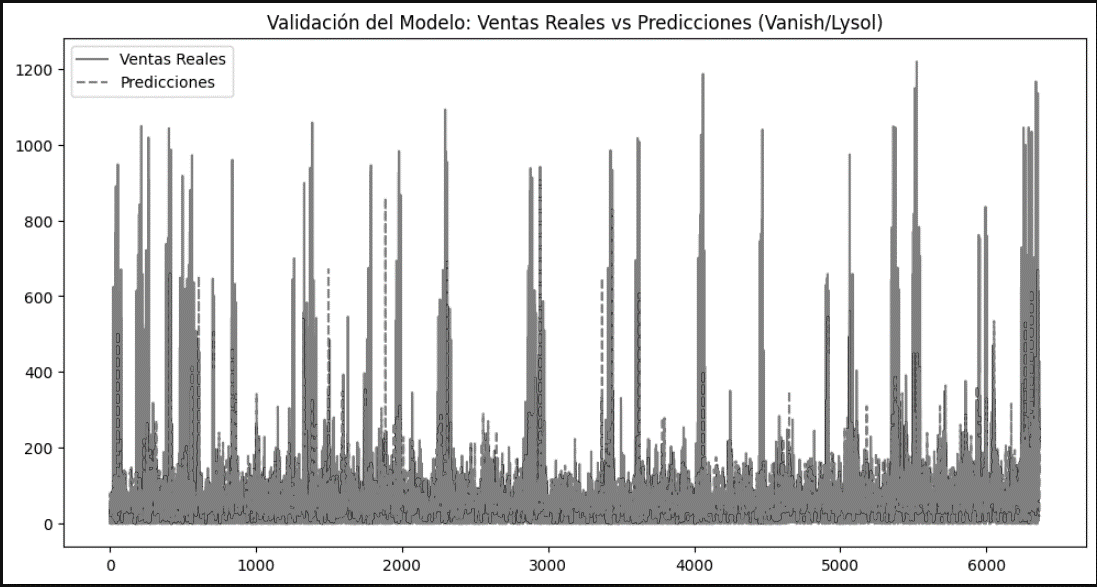 Validación del Modelo: Ventas Reales vs Predicciones (Vanish/Lysol)
Ventas Reales
Predicciones
1200
1000
800
600
400
200
0
0 1000 2000 3000 4000 5000 6000